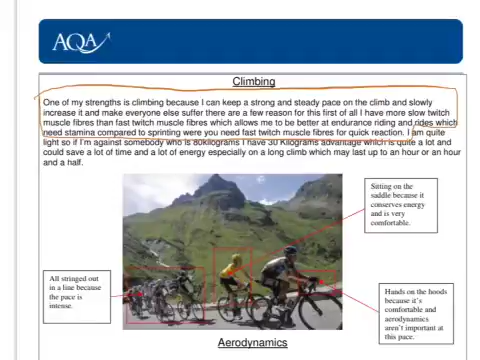 AQA
Climbing
One of my strengths is climbing because I can keep a strong and steady pace on the climb and slowly
increase it and make everyone else suffer there are a few reason for this first of all I have more slow twitch
muscle fibres than fast twitch muscle fibres which allows me to be better at endurance riding and rides which
need stamina compared to sprinting were you need fast twitch muscle fibres for quick reaction. I am quite
light so if I'm against somebody who is 80kilograms I have 30 Kilograms advantage which is quite a lot and
could save a lot of time and a lot of energy especially on a long climb which may last up to an hour or an hour
and a half.
Sitting on the
saddle because it
conserves energy
and is very
comfortable.
All stringed out
in a line because
the pace is
intense.
Hands on the hoods
because it's
comfortable and
aerodynamics
aren't important at
this pace.
Aerodynamics